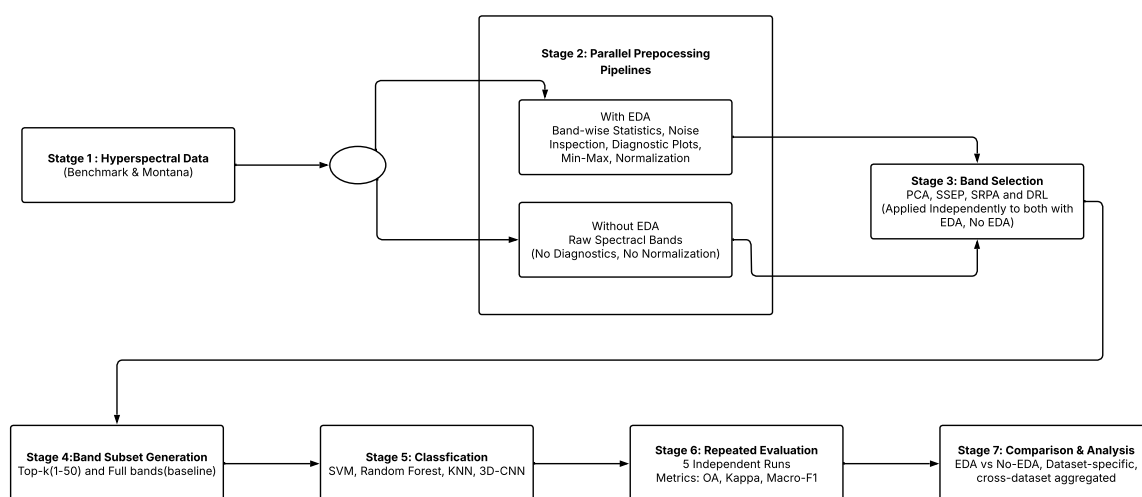 Stage 2: Parallel Prepocessing
Pipelines
With EDA
Band-wise Statistics, Noise
Inspection, Diagnostic Plots,
Min-Max, Normalization
Statge 1 : Hyperspectral Data
(Benchmark & Montana)
Stage 3: Band Selection
PCA, SSEP, SRPA and DRL
(Applied Independently to both with
EDA, No EDA)
Without EDA
Raw Spectracl Bands
(No Diagnostics, No Normalization)
Stage 4:Band Subset Generation
Top-k(1-50) and Full bands(baseline)
Stage 5: Classfication
SVM, Random Forest, KNN, 3D-CNN
Stage 6: Repeated Evaluation
5 Independent Runs
Metrics: OA, Kappa, Macro-F1
Stage 7: Comparison & Analysis
EDA vs No-EDA, Dataset-specific,
cross-dataset aggregated